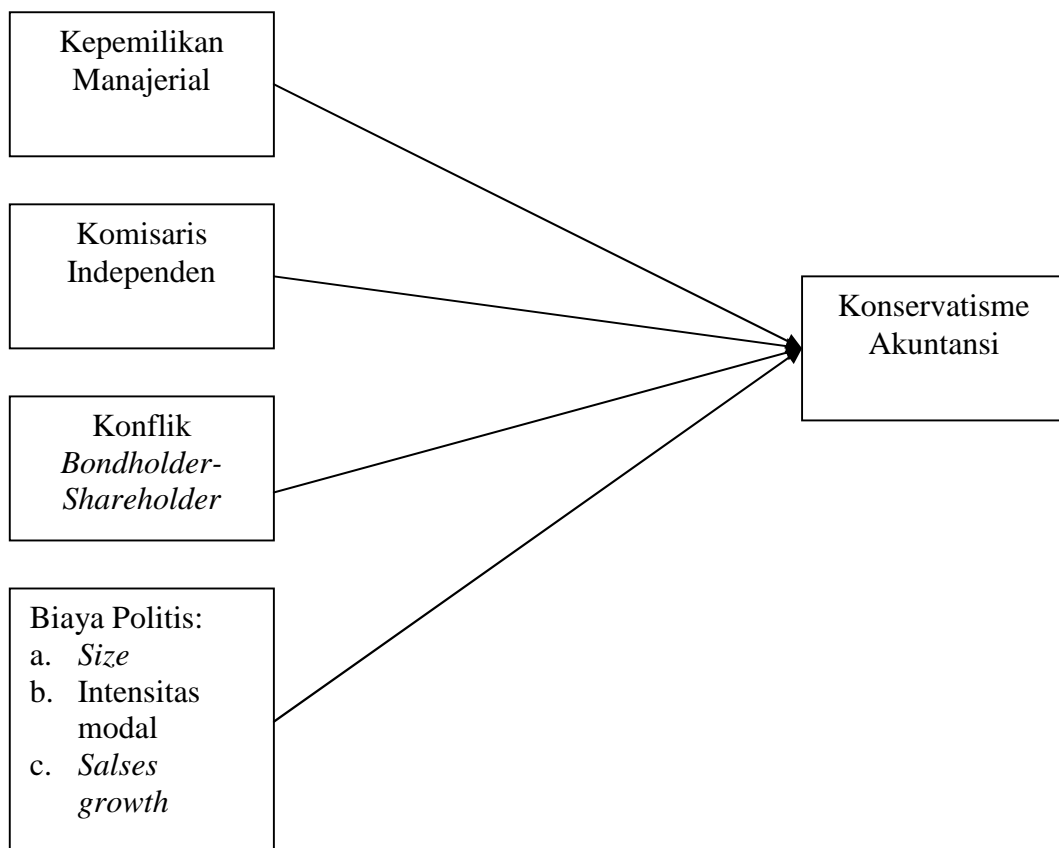 Kepemilikan
Manajerial
Komisaris
Independen
Konflik
Bondholder-
Shareholder
Biaya Politis:
a. Size
b. Intensitas
modal
c. Salses
growth
Konservatisme
Akuntansi